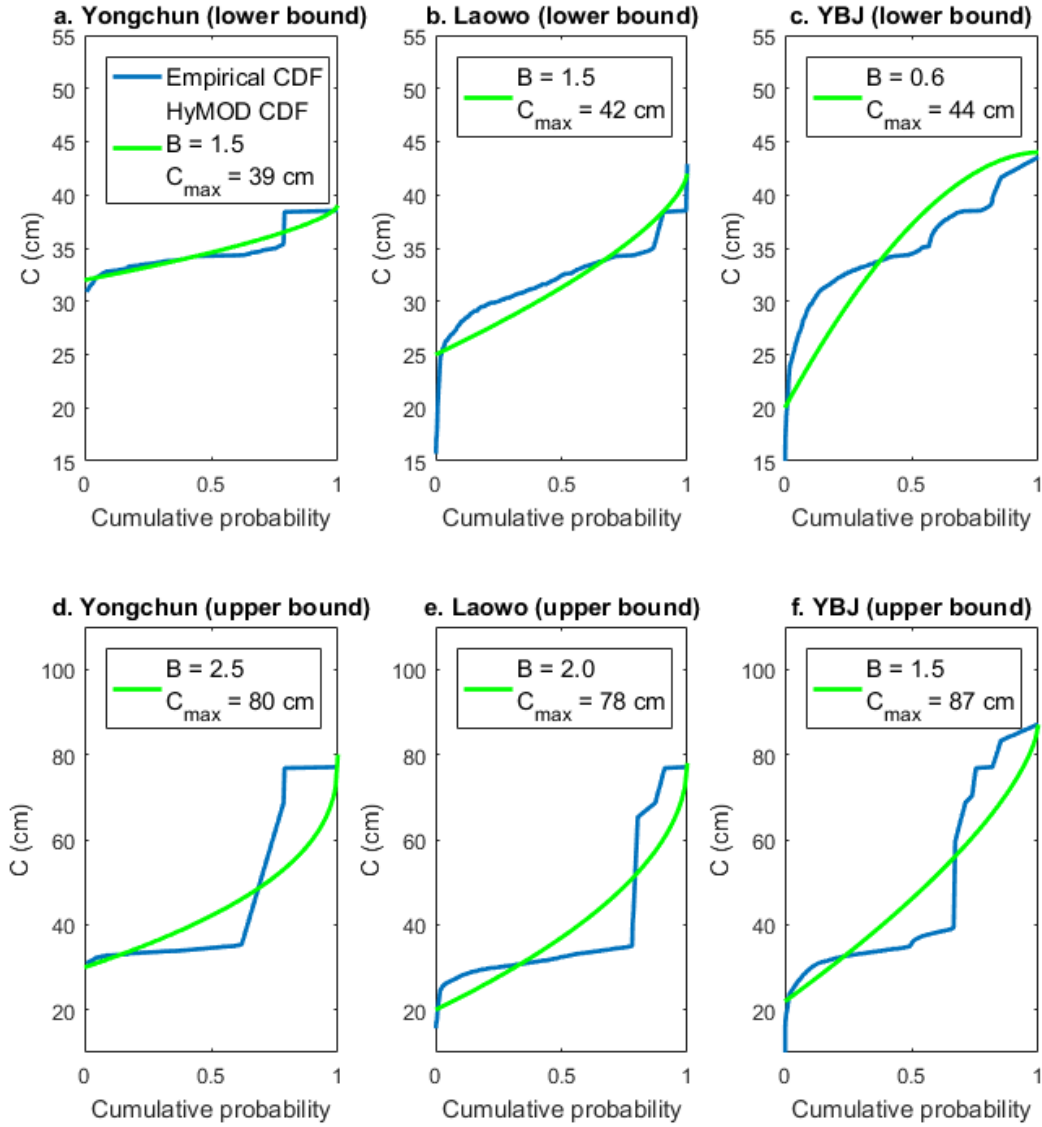 a. Yongchun (lower bound)
55
50
45
40
35
30
25
20
15
C (cm)
Empirical CDF
HyMOD CDF
B = 1.5
Cmax = 39 cm
0 0.5 1
Cumulative probability
b. Laowo (lower bound)
55
50
45
40
35
30
25
20
15
C (cm)
B = 1.5
Cmax = 42 cm
0 0.5 1
Cumulative probability
c. YBJ (lower bound)
55
50
45
40
35
30
25
20
15
C (cm)
B = 0.6
Cmax = 44 cm
0 0.5 1
Cumulative probability
d. Yongchun (upper bound)
100
80
60
40
20
C (cm)
B = 2.5
Cmax = 80 cm
0 0.5 1
Cumulative probability
e. Laowo (upper bound)
100
80
60
40
20
C (cm)
B = 2.0
Cmax = 78 cm
0 0.5 1
Cumulative probability
f. YBJ (upper bound)
100
80
60
40
20
C (cm)
B = 1.5
Cmax = 87 cm
0 0.5 1
Cumulative probability